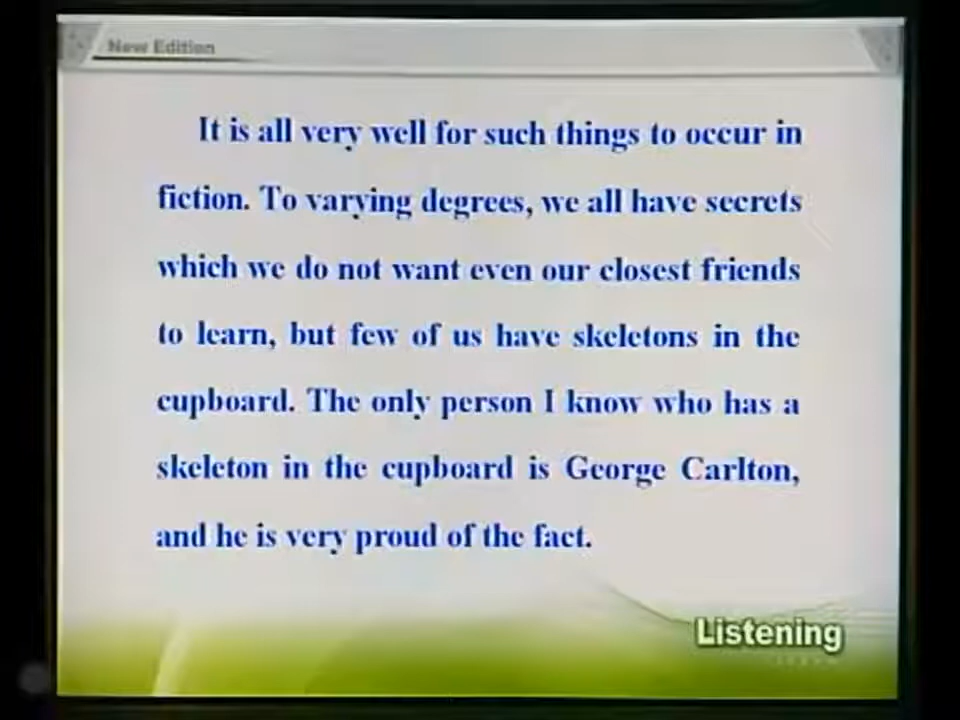 New Edition
It is all very well for such things to occur in
fiction. To varying degrees, we all have secrets
which we do not want even our closest friends
to learn, but few of us have skeletons in the
cupboard. The only person I know who has a
skeleton in the cupboard is George Carlton,
and he is very proud of the fact.
Listening